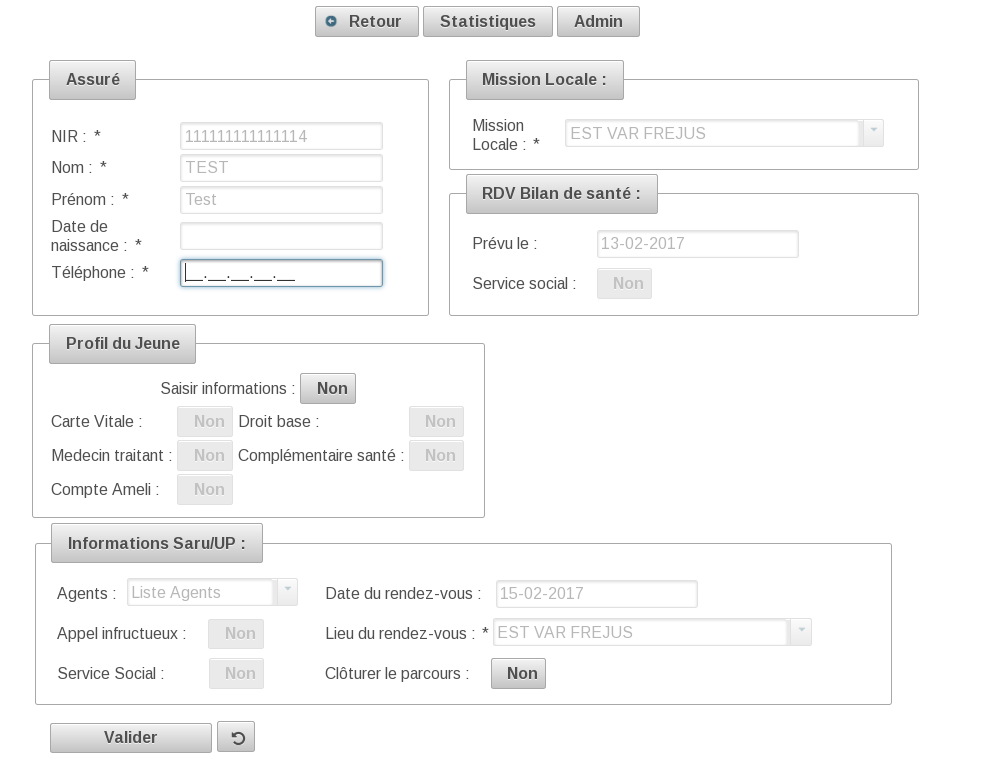 Retour Statistiques Admin
Assuré
NIR : * 111111111111114
Nom : * TEST
Prénom : * Test
Date de
naissance : *
Téléphone : * __.__.__.__.__
Mission Locale :
Mission
Locale : * EST VAR FREJUS
RDV Bilan de santé :
Prévu le : 13-02-2017
Service social : Non
Profil du Jeune
Saisir informations : Non
Carte Vitale : Non Droit base : Non
Medecin traitant : Non Complémentaire santé : Non
Compte Ameli : Non
Informations Saru/UP :
Agents : Liste Agents Date du rendez-vous : 15-02-2017
Appel infructueux : Non Lieu du rendez-vous : * EST VAR FREJUS
Service Social : Non Clôturer le parcours : Non
Valider